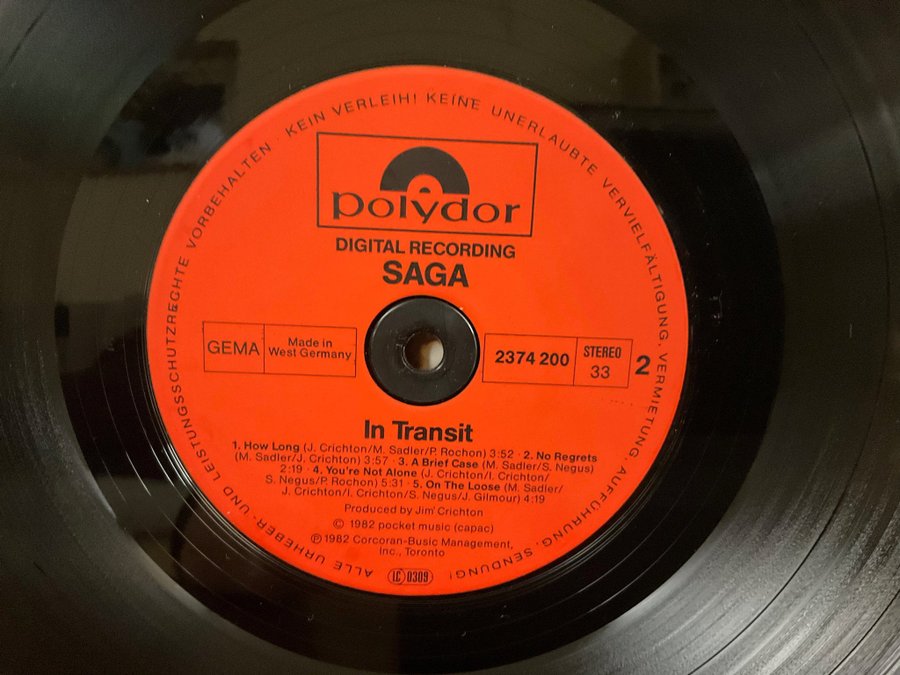 ALLE URHEBER- UND LEISTUNGSSCHUTZRECHTE VORBEHALTEN · KEIN VERLEIH! KEINE UNERLAUBTE VERVIELFÄLTIGUNG, VERMIETUNG, AUFFÜHRUNG, SENDUNG!
polydor
DIGITAL RECORDING
SAGA
GEMA
Made in
West Germany
2374 200
STEREO
33
2
In Transit
1. How Long (J. Crichton/M. Sadler/P. Rochon) 3:52 · 2. No Regrets
(M. Sadler/J. Crichton) 3:57 · 3. A Brief Case (M. Sadler/S. Negus)
2:19 · 4. You're Not Alone (J. Crichton/I. Crichton/
S. Negus/P. Rochon) 5:31 · 5. On The Loose (M. Sadler/
J. Crichton/I. Crichton/S. Negus/J. Gilmour) 4:19
Produced by Jim Crichton
© 1982 pocket music (capac)
℗ 1982 Corcoran-Busic Management,
Inc., Toronto
LC 0309